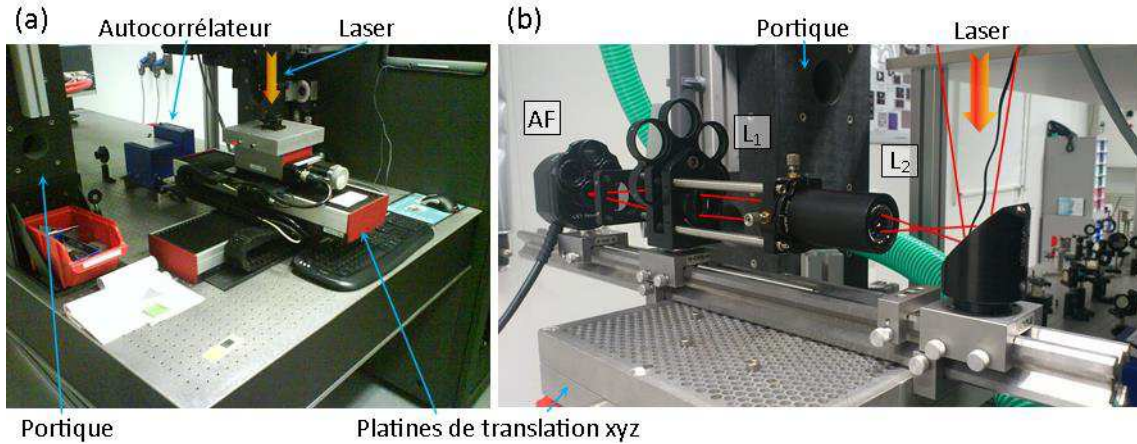 (a)
Autocorrélateur
Laser
Portique
Platines de translation xyz
(b)
Portique
Laser
AF
L1
L2